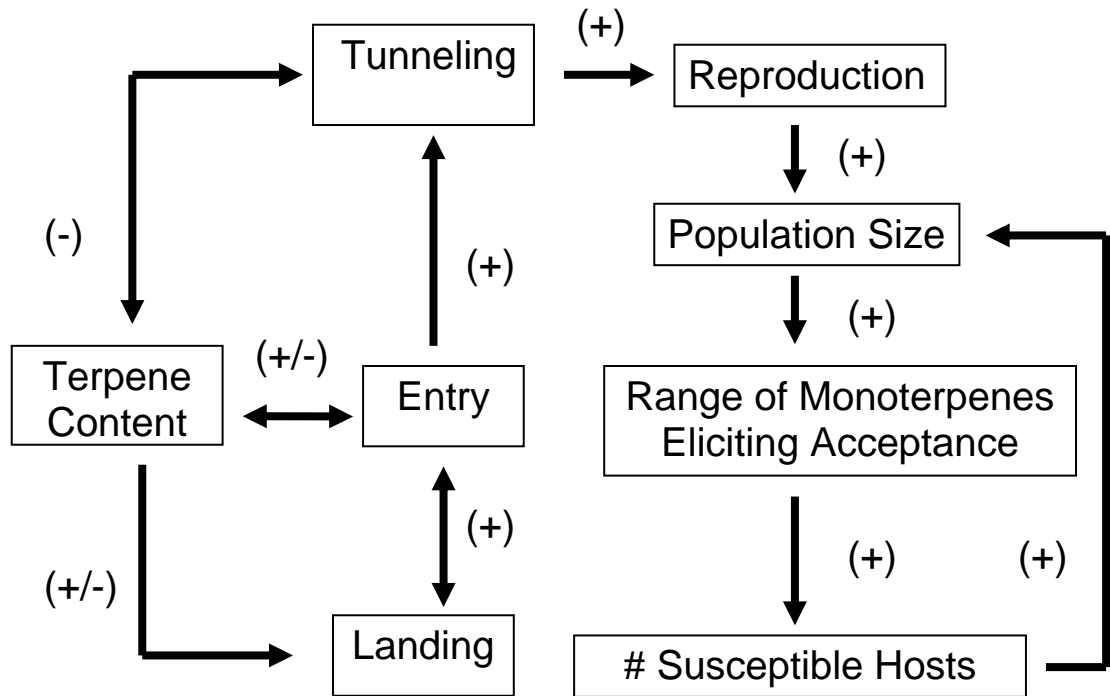 (+)
Tunneling
Reproduction
(+)
(-)
(+)
Population Size
(+)
(+/-)
Terpene
Content
Entry
Range of Monoterpenes
Eliciting Acceptance
(+)
(+)
(+)
(+/-)
Landing
# Susceptible Hosts